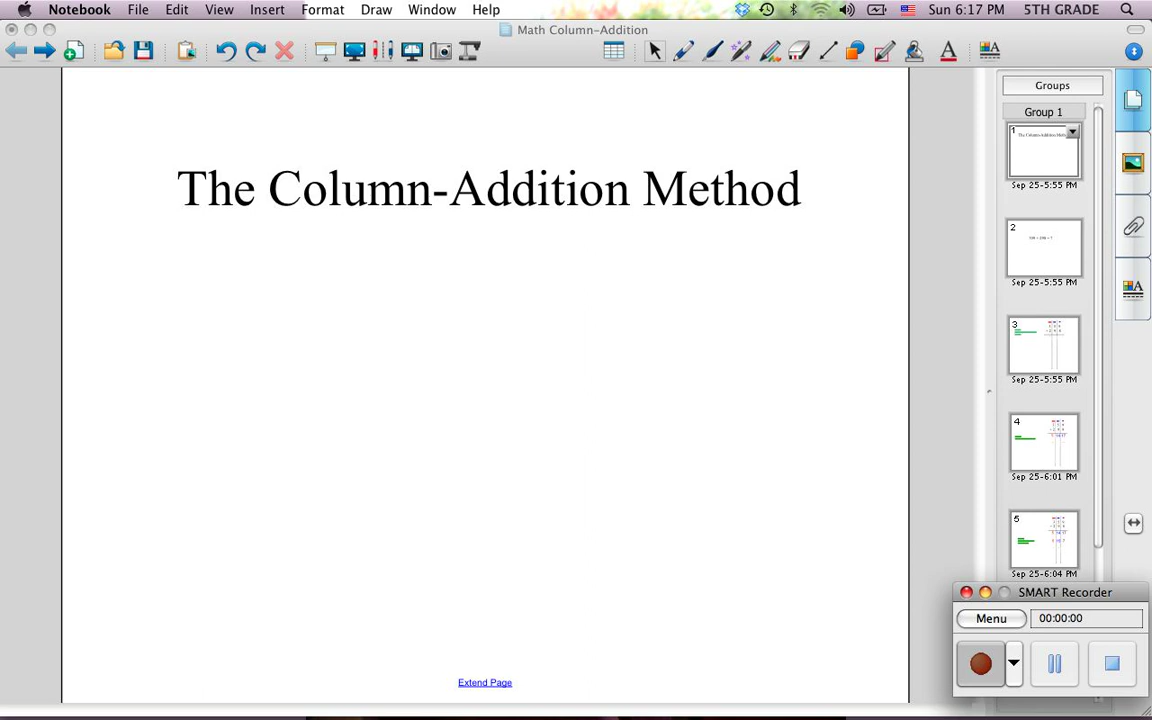 Notebook File Edit View Insert Format Draw Window Help Sun 6:17 PM 5TH GRADE
Math Column-Addition
Groups
Group 1
The Column-Addition Method
1
Sep 25-5:55 PM
2
Sep 25-5:55 PM
3
Sep 25-5:55 PM
4
Sep 25-6:01 PM
5
Sep 25-6:04 PM
SMART Recorder
Menu 00:00:00
Extend Page